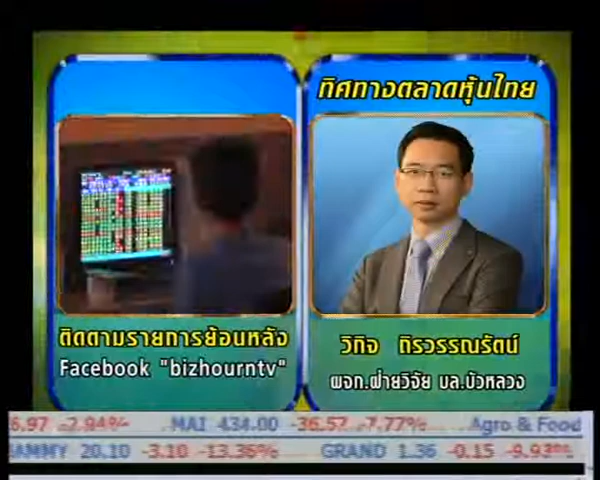 ทิศทางตลาดหุ้นไทย
ติดตามรายการย้อนหลัง
Facebook "bizhourntv"
วิกิจ ถิรวรรณรัตน์
ผจก.ฝ่ายวิจัย บล.บัวหลวง
6.97 -2.94% MAI 434.00 -36.57 -7.77% Agro & Food
AMMY 20.10 -3.10 -13.36% GRAND 1.36 -0.15 -9.93%